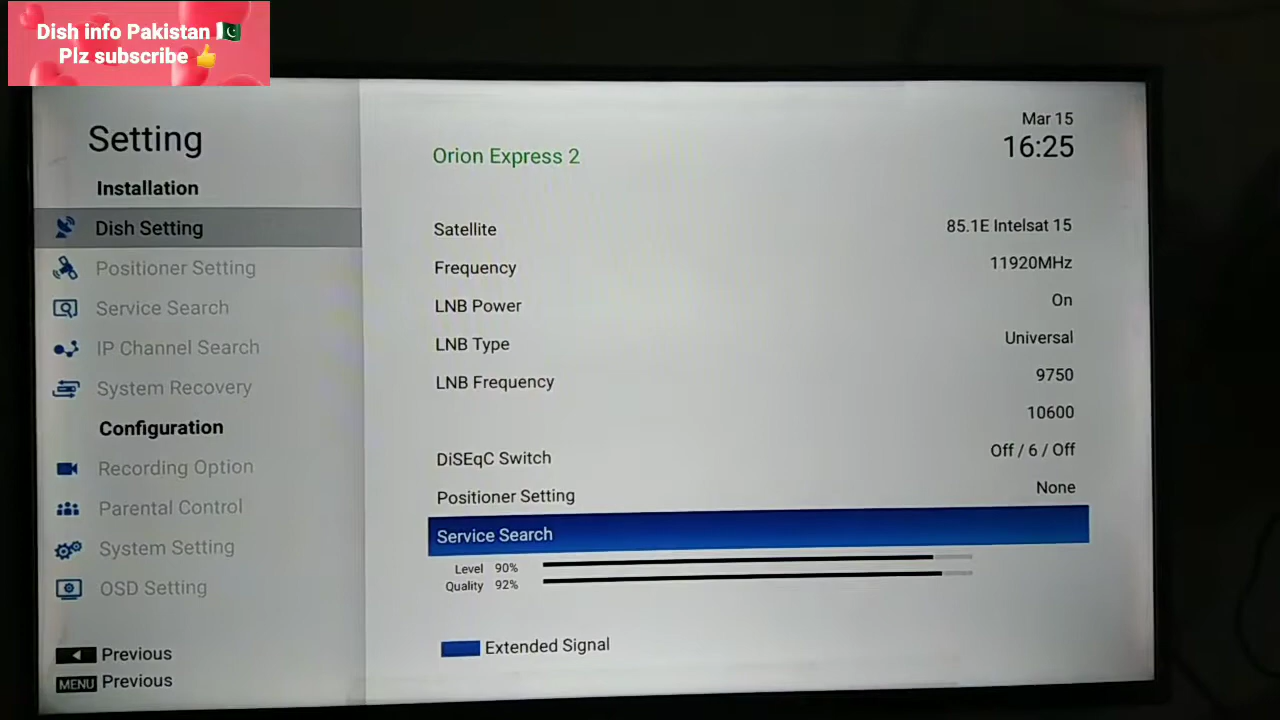 Dish info Pakistan 🇵🇰
Plz subscribe 👍
Setting
Installation
Dish Setting
Positioner Setting
Service Search
IP Channel Search
System Recovery
Configuration
Recording Option
Parental Control
System Setting
OSD Setting
Previous
MENU Previous
Mar 15
16:25
Orion Express 2
Satellite 85.1E Intelsat 15
Frequency 11920MHz
LNB Power On
LNB Type Universal
LNB Frequency 9750
10600
DiSEqC Switch Off / 6 / Off
Positioner Setting None
Service Search
Level 90%
Quality 92%
Extended Signal